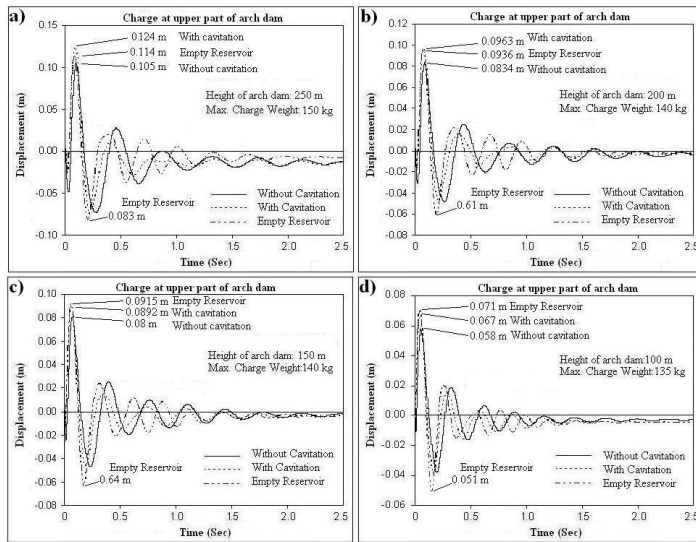 a)
Charge at upper part of arch dam
0.124 m With cavitation
0.114 m Empty Reservoir
0.105 m Without cavitation
Height of arch dam: 250 m
Max. Charge Weight:150 kg
Empty Reservoir
0.083 m
Without Cavitation
With Cavitation
Empty Reservoir
0.15
0.10
0.05
0.00
-0.05
-0.10
Displacement (m)
0 0.5 1.0 1.5 2.0 2.5
Time (Sec)
b)
Charge at upper part of arch dam
0.0963 m With cavitation
0.0936 m Empty Reservoir
0.0834 m Without cavitation
Height of arch dam: 200 m
Max. Charge Weight: 140 kg
Empty Reservoir
0.61 m
Without Cavitation
With Cavitation
Empty Reservoir
0.12
0.10
0.08
0.06
0.04
0.02
0.00
-0.02
-0.04
-0.06
-0.08
Displacement (m)
0 0.5 1.0 1.5 2.0 2.5
Time (Sec)
c)
Charge at upper part of arch dam
0.0915 m Empty Reservoir
0.0892 m With cavitation
0.08 m Without cavitation
Height of arch dam: 150 m
Max. Charge Weight:140 kg
Empty Reservoir
0.64 m
Without Cavitation
With Cavitation
Empty Reservoir
0.10
0.08
0.06
0.04
0.02
0.00
-0.02
-0.04
-0.06
-0.08
Displacement (m)
0 0.5 1.0 1.5 2.0 2.5
Time (Sec)
d)
Charge at upper part of arch dam
0.071 m Empty Reservoir
0.067 m With cavitation
0.058 m Without cavitation
Height of arch dam:100 m
Max. Charge Weight:135 kg
Empty Reservoir
0.051 m
Without Cavitation
With Cavitation
Empty Reservoir
0.08
0.06
0.04
0.02
0.00
-0.02
-0.04
0.06
Displacement (m)
0 0.5 1.0 1.5 2.0 2.5
Time (Sec)